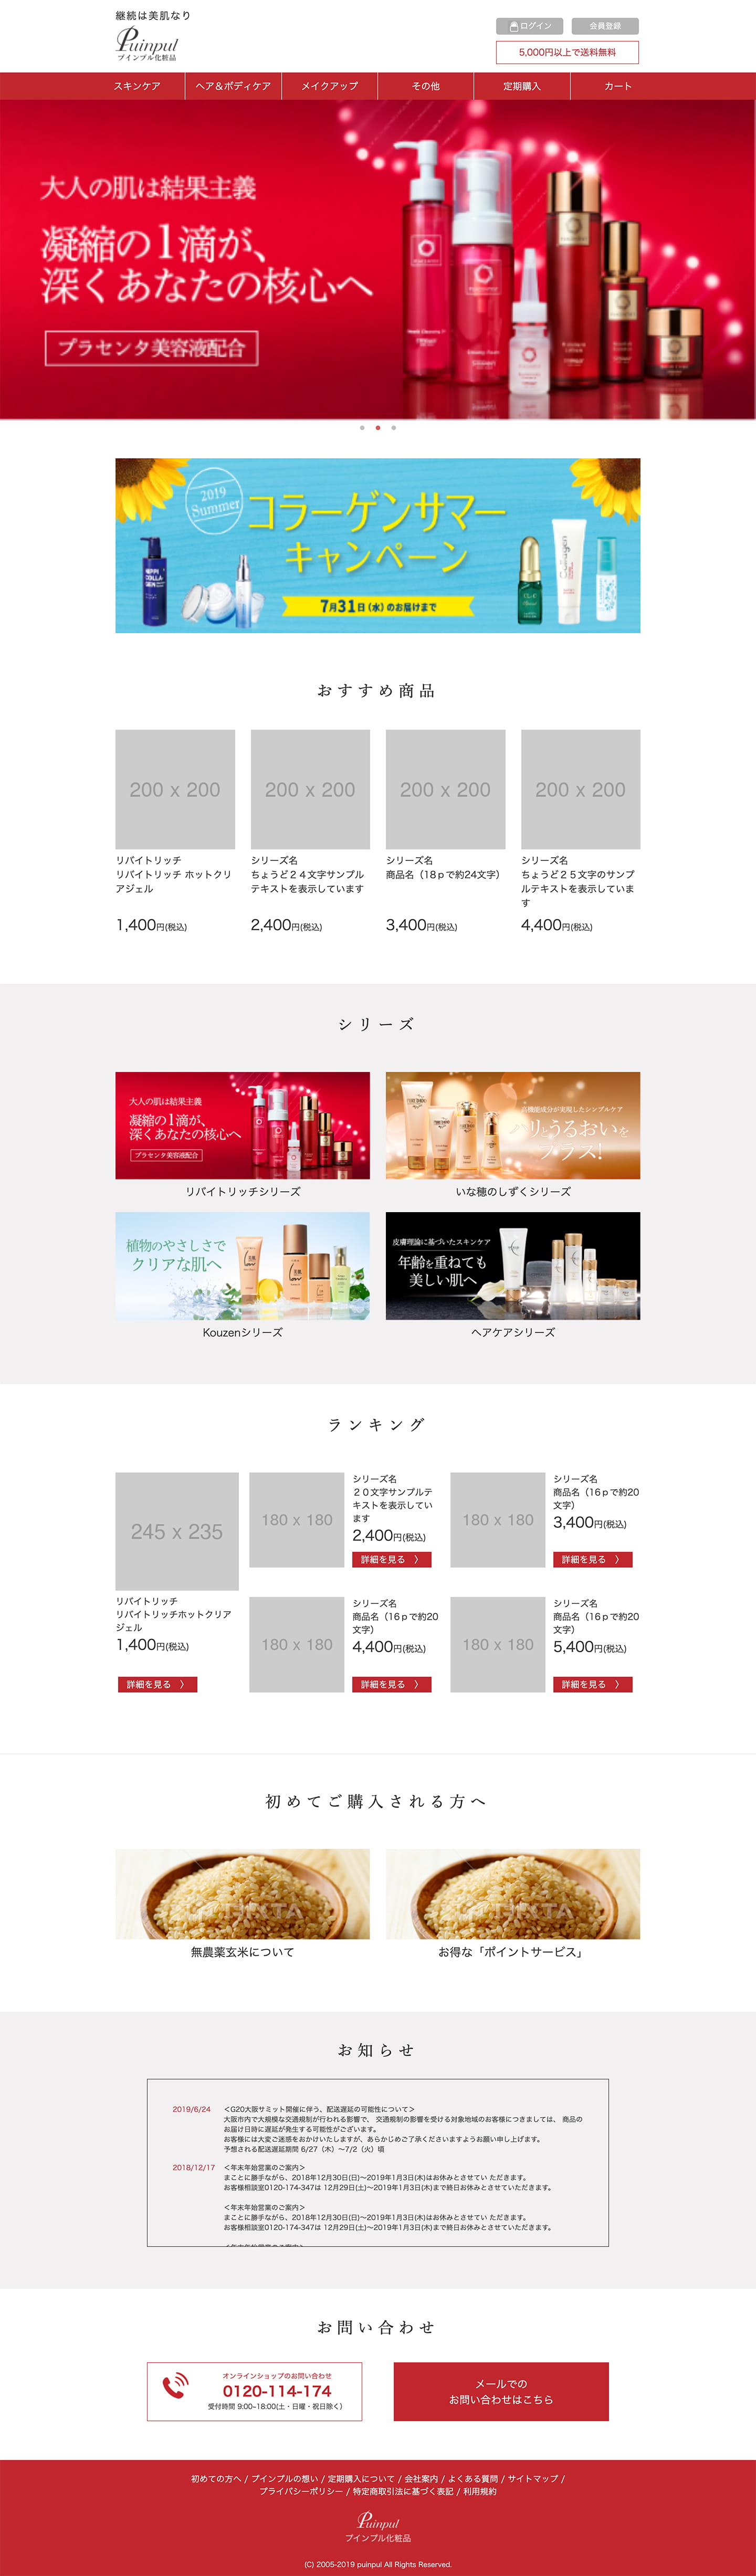 継続は美肌なり
Puinpul
プインプル化粧品
ログイン
会員登録
5,000円以上で送料無料
スキンケア
ヘア＆ボディケア
メイクアップ
その他
定期購入
カート
大人の肌は結果主義
凝縮の1滴が、
深くあなたの核心へ
プラセンタ美容液配合
2019
Summer
コラーゲンサマー
キャンペーン
7月31日（水）のお届けまで
おすすめ商品
200 x 200
200 x 200
200 x 200
200 x 200
リバイトリッチ
リバイトリッチ ホットクリ
アジェル
1,400円(税込)
シリーズ名
ちょうど２４文字サンプル
テキストを表示しています
2,400円(税込)
シリーズ名
商品名（18ｐで約24文字）
3,400円(税込)
シリーズ名
ちょうど２５文字のサンプ
ルテキストを表示していま
す
4,400円(税込)
シリーズ
大人の肌は結果主義
凝縮の1滴が、
深くあなたの核心へ
プラセンタ美容液配合
リバイトリッチシリーズ
高機能成分が実現したシンプルケア
ハリとうるおいを
プラス!
いな穂のしずくシリーズ
植物のやさしさで
クリアな肌へ
Kouzenシリーズ
皮膚理論に基づいたスキンケア
年齢を重ねても
美しい肌へ
ヘアケアシリーズ
ランキング
245 x 235
リバイトリッチ
リバイトリッチホットクリア
ジェル
1,400円(税込)
詳細を見る　〉
180 x 180
シリーズ名
２０文字サンプルテ
キストを表示してい
ます
2,400円(税込)
詳細を見る　〉
180 x 180
シリーズ名
商品名（16ｐで約20
文字）
3,400円(税込)
詳細を見る　〉
180 x 180
シリーズ名
商品名（16ｐで約20
文字）
4,400円(税込)
詳細を見る　〉
180 x 180
シリーズ名
商品名（16ｐで約20
文字）
5,400円(税込)
詳細を見る　〉
初めてご購入される方へ
無農薬玄米について
お得な「ポイントサービス」
お知らせ
2019/6/24
＜G20大阪サミット開催に伴う、配送遅延の可能性について＞
大阪市内で大規模な交通規制が行われる影響で、 交通規制の影響を受ける対象地域のお客様につきましては、 商品の
お届け日時に遅延が発生する可能性がございます。
お客様には大変ご迷惑をおかけいたしますが、あらかじめご了承くださいますようお願い申し上げます。
予想される配送遅延期間 6/27（木）〜7/2（火）頃
2018/12/17
＜年末年始営業のご案内＞
まことに勝手ながら、2018年12月30日(日)〜2019年1月3日(木)はお休みとさせてい ただきます。
お客様相談室0120-174-347は 12月29日(土)〜2019年1月3日(木)まで終日お休みとさせていただきます。
＜年末年始営業のご案内＞
まことに勝手ながら、2018年12月30日(日)〜2019年1月3日(木)はお休みとさせてい ただきます。
お客様相談室0120-174-347は 12月29日(土)〜2019年1月3日(木)まで終日お休みとさせていただきます。
お問い合わせ
オンラインショップのお問い合わせ
0120-114-174
受付時間 9:00~18:00(土・日曜・祝日除く)
メールでの
お問い合わせはこちら
初めての方へ / プインプルの想い / 定期購入について / 会社案内 / よくある質問 / サイトマップ /
プライバシーポリシー / 特定商取引法に基づく表記 / 利用規約
Puinpul
プインプル化粧品
(C) 2005-2019 puinpul All Rights Reserved.